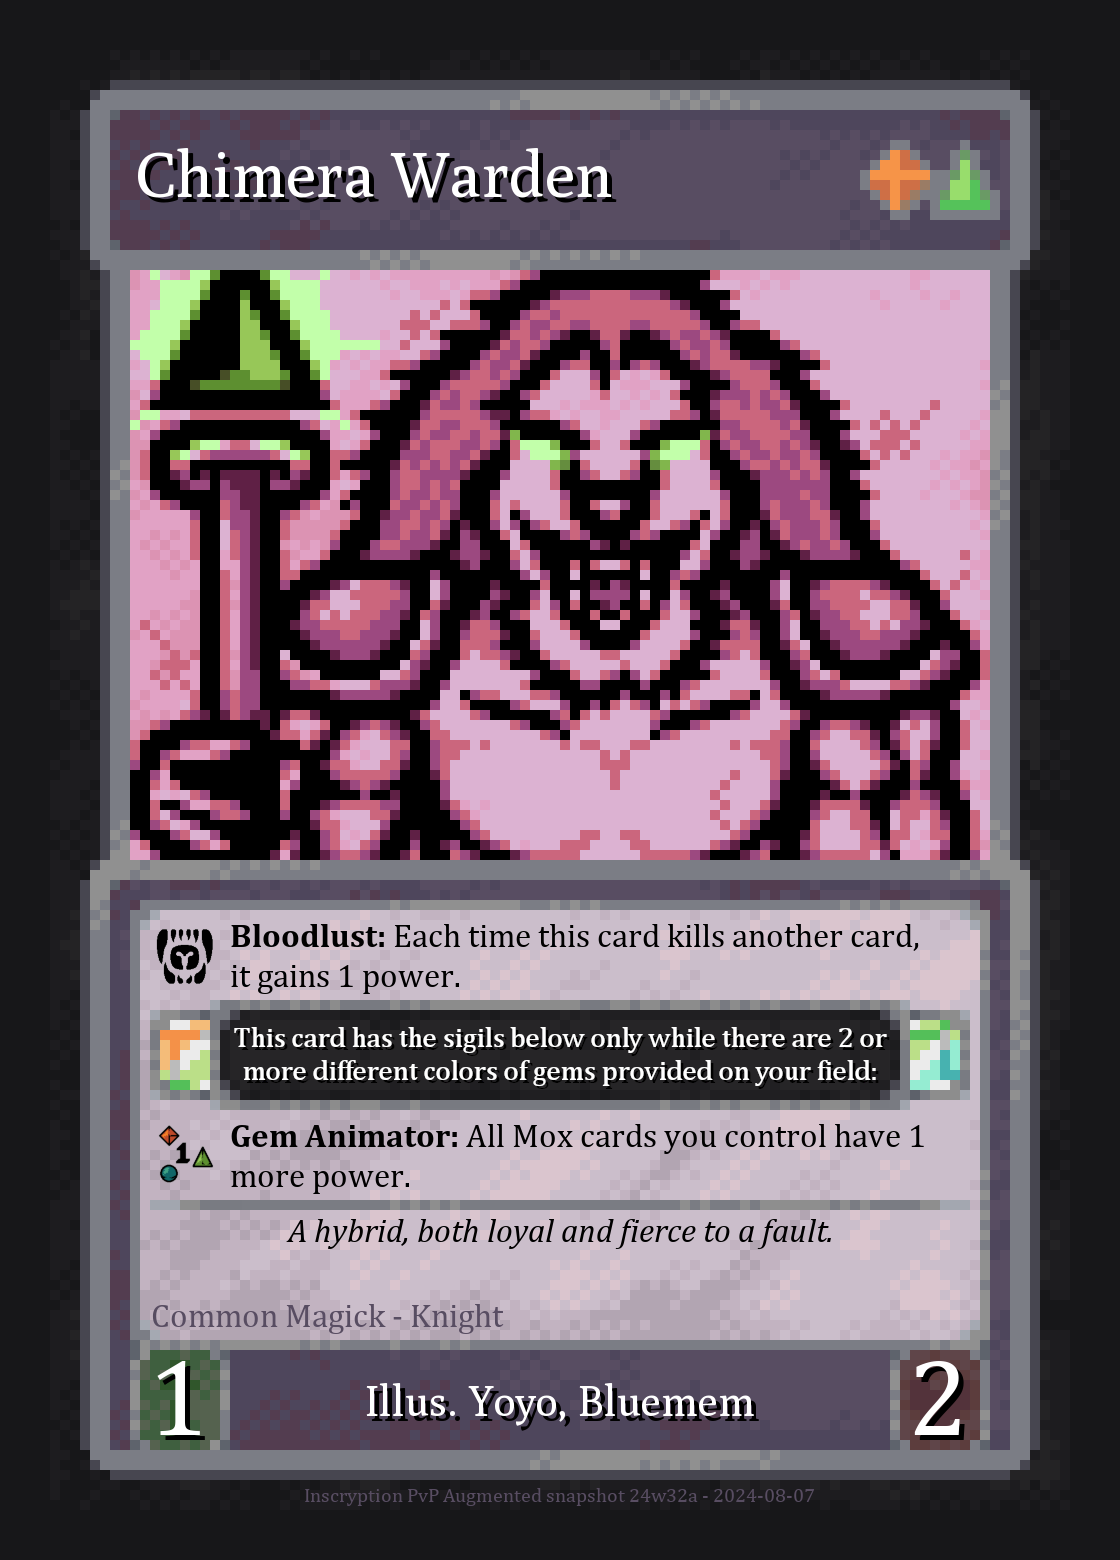 Chimera Warden
Bloodlust: Each time this card kills another card,
it gains 1 power.
This card has the sigils below only while there are 2 or
more different colors of gems provided on your field:
1
Gem Animator: All Mox cards you control have 1
more power.
A hybrid, both loyal and fierce to a fault.
Common Magick - Knight
1
Illus. Yoyo, Bluemem
2
Inscryption PvP Augmented snapshot 24w32a - 2024-08-07